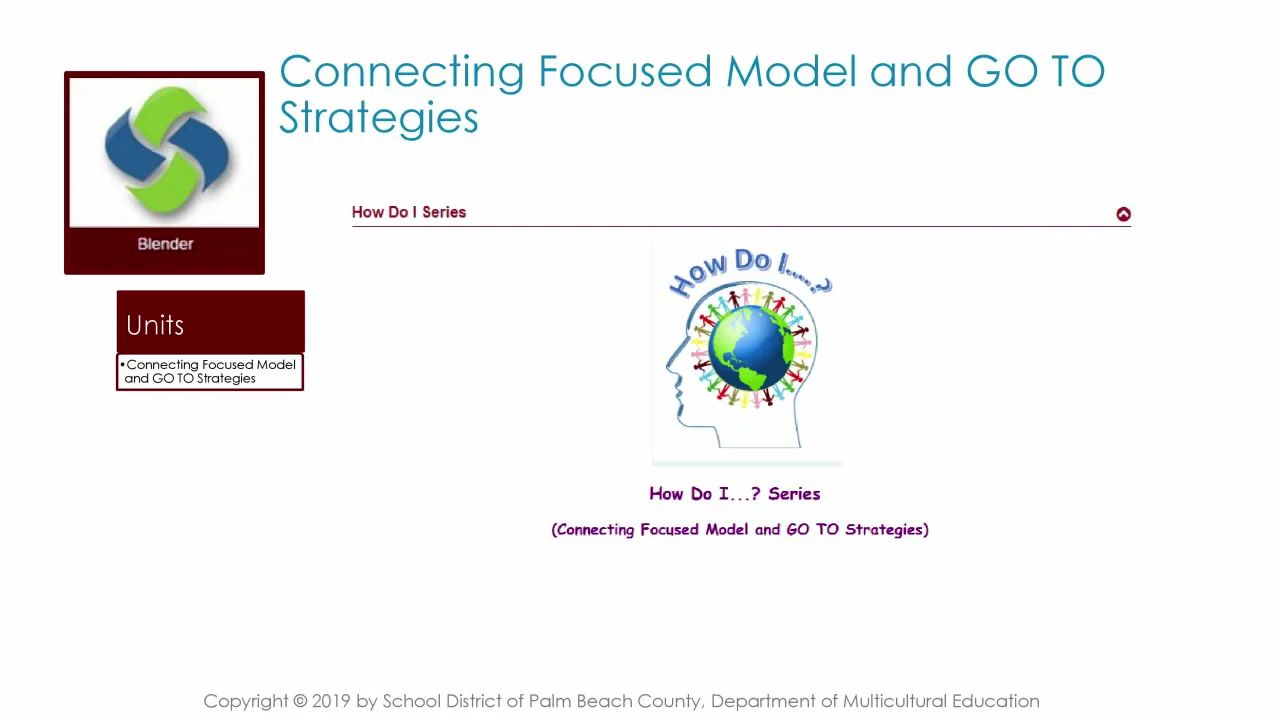 Connecting Focused Model and GO TO
Strategies
Blender
Units
•Connecting Focused Model
and GO TO Strategies
How Do I Series
How Do I.....?
How Do I...? Series
(Connecting Focused Model and GO TO Strategies)
Copyright © 2019 by School District of Palm Beach County, Department of Multicultural Education